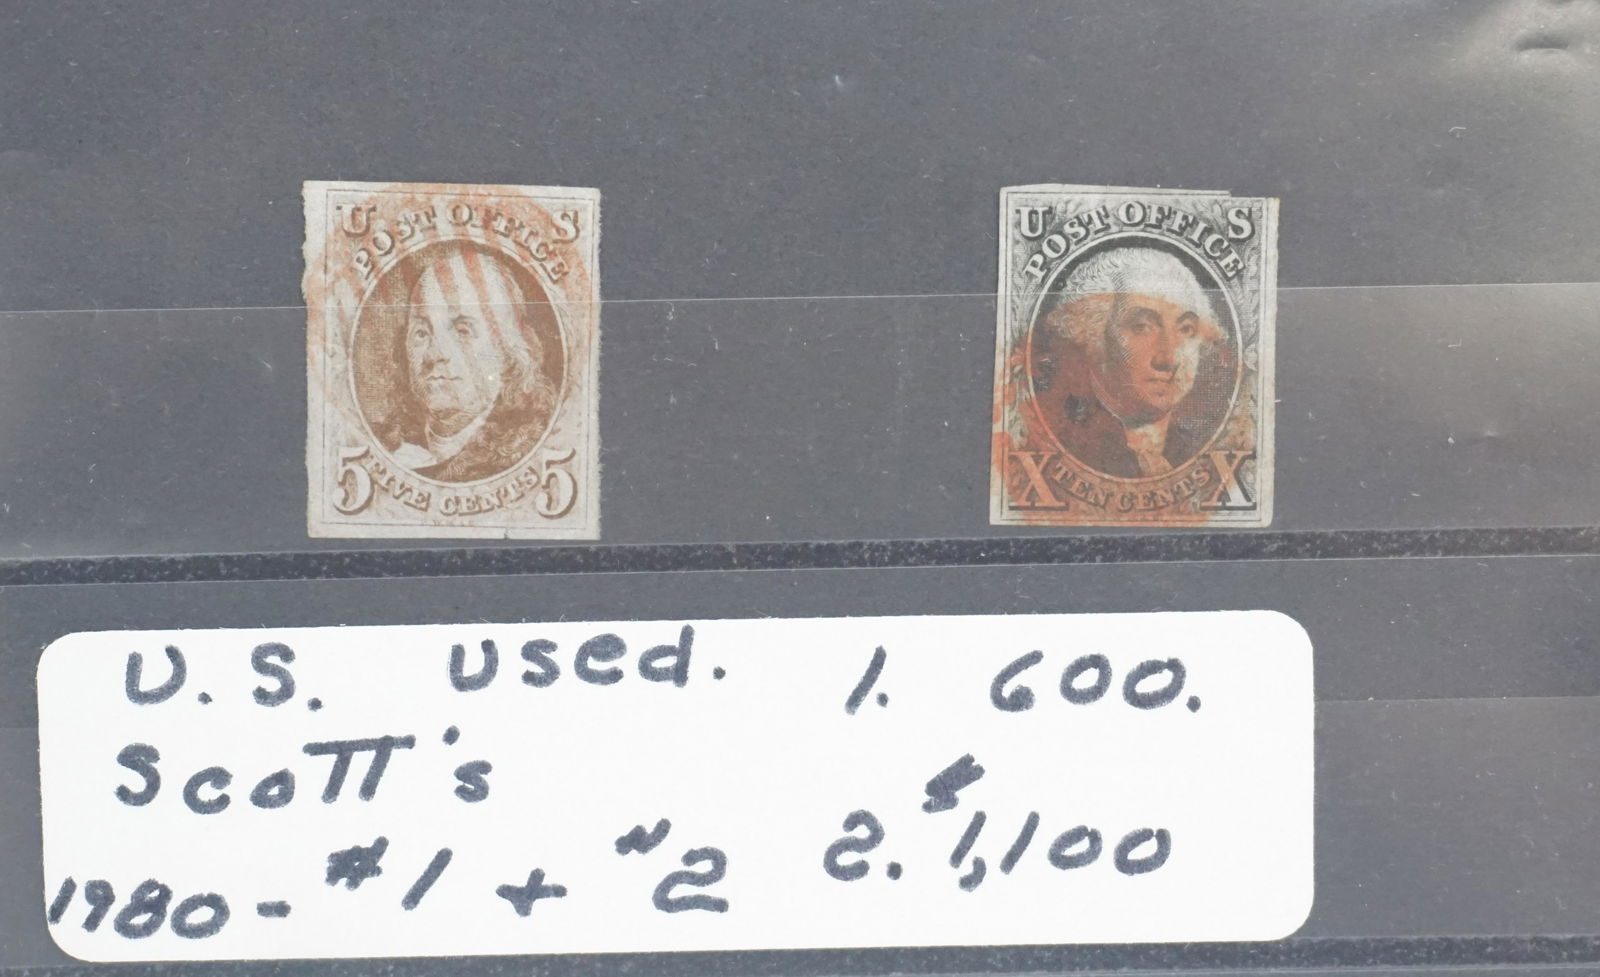 U S
POST OFFICE
5 FIVE CENTS 5
U S
POST OFFICE
X TEN CENTS X
U.S. used. 1. 600.
Scott's
1980- #1 + "2 2. $1,100